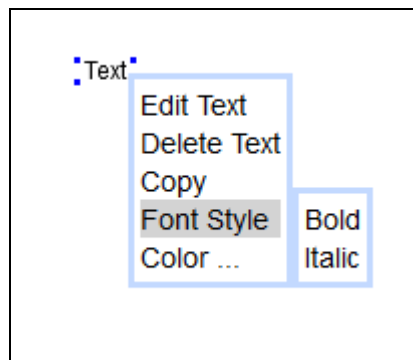 Text
Edit Text
Delete Text
Copy
Font Style
Color ...
Bold
Italic